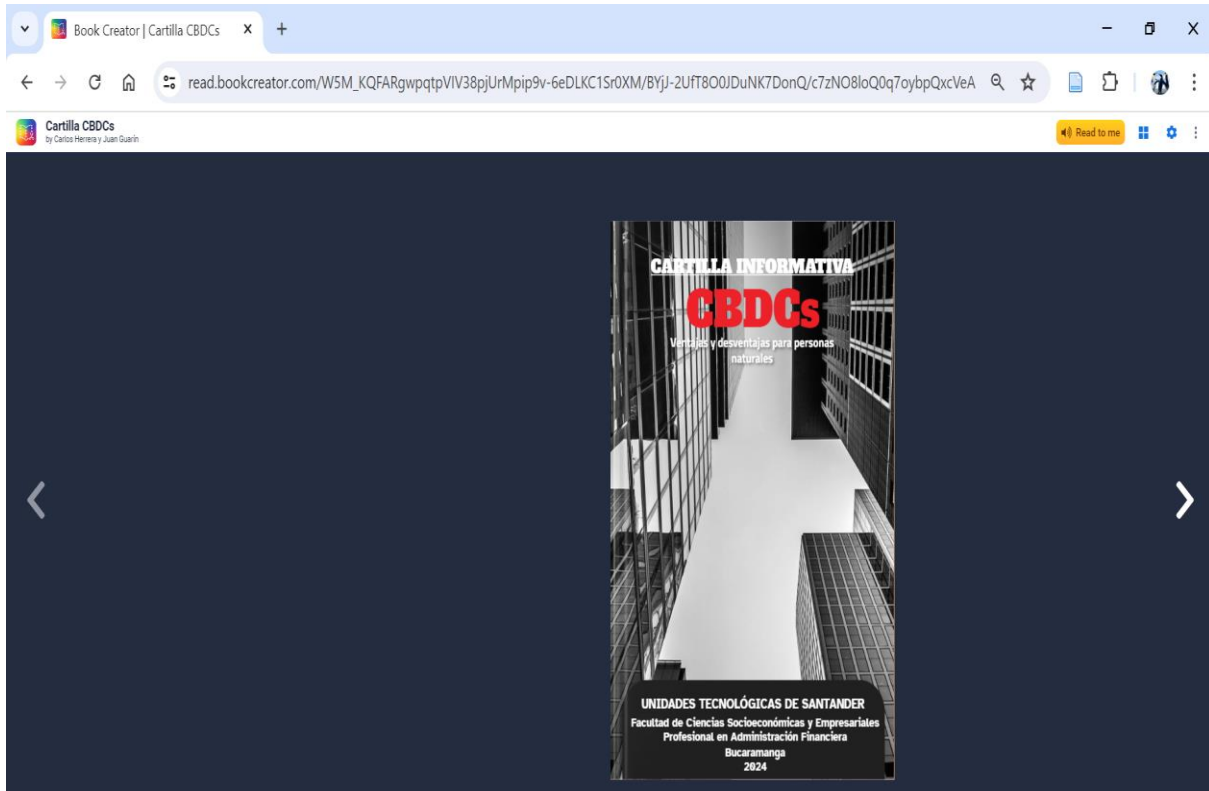 Book Creator | Cartilla CBDCs
read.bookcreator.com/W5M_KQFARgwpqtpVIV38pjUrMpip9v-6eDLKC1Sr0XM/BYjJ-2UfT8O0JDuNK7DonQ/c7zNO8loQ0q7oybpQxcVeA
Cartilla CBDCs
by Carlos Herrera y Juan Guarin
Read to me
CARTILLA INFORMATIVA
CBDCs
Ventajas y desventajas para personas
naturales
UNIDADES TECNOLÓGICAS DE SANTANDER
Facultad de Ciencias Socioeconómicas y Empresariales
Profesional en Administración Financiera
Bucaramanga
2024